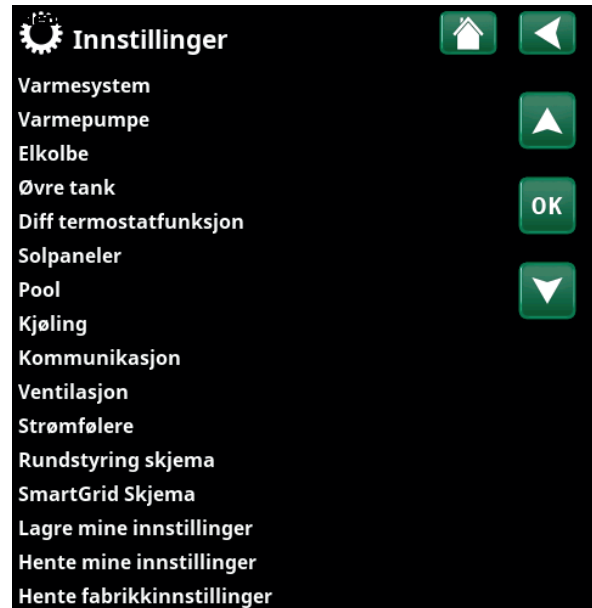 Innstillinger
Varmesystem
Varmepumpe
Elkolbe
Øvre tank
OK
Diff termostatfunksjon
Solpaneler
Pool
Kjøling
Kommunikasjon
Ventilasjon
Strømfølere
Rundstyring skjema
SmartGrid Skjema
Lagre mine innstillinger
Hente mine innstillinger
Hente fabrikkinnstillinger